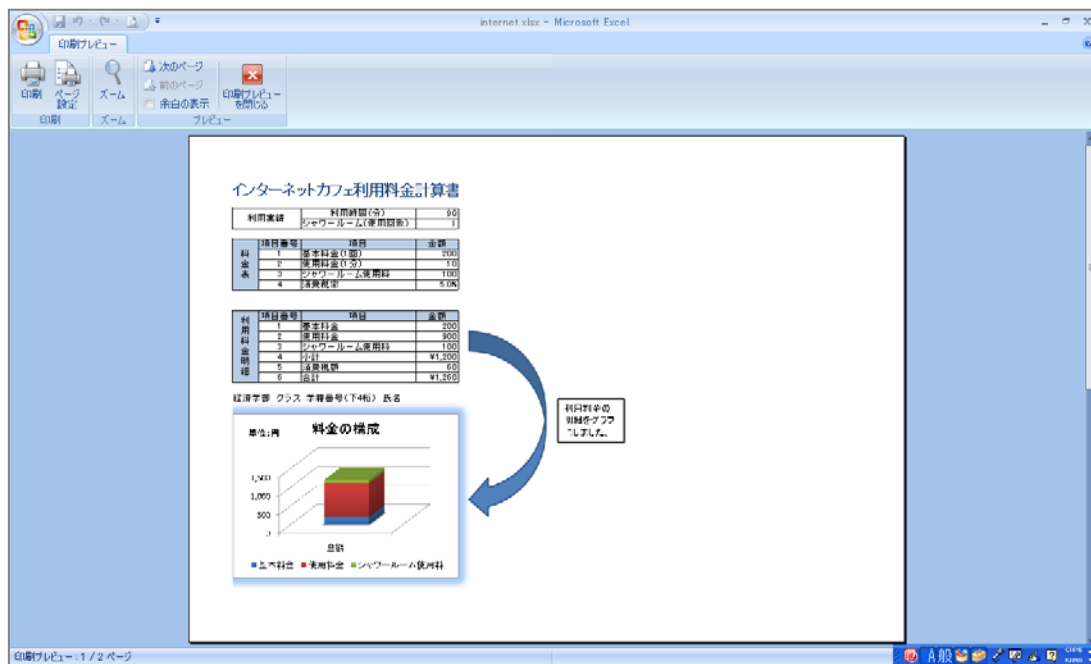 internet.xlsx - Microsoft Excel
印刷プレビュー
印刷
ページ設定
ズーム
次のページ
前のページ
余白の表示
印刷プレビューを閉じる
印刷
ズーム
プレビュー
インターネットカフェ利用料金計算書
利用実績 利用時間(分) 90
シャワールーム(使用回数) 1
料金表
項目番号 項目 金額
1 基本料金(1回) 200
2 使用料金(1分) 10
3 シャワールーム使用料 100
4 消費税率 5.0%
利用料金明細
項目番号 項目 金額
1 基本料金 200
2 使用料金 900
3 シャワールーム使用料 100
4 小計 ¥1,200
5 消費税額 60
6 合計 ¥1,260
経済学部 クラス 学籍番号(下4桁) 氏名
利用料金の
明細をグラフ
にしました。
単位:円 料金の構成
1,500
1,000
500
0
金額
基本料金 使用料金 シャワールーム使用料
印刷プレビュー: 1 / 2 ページ
A 般
CAPS
KANA